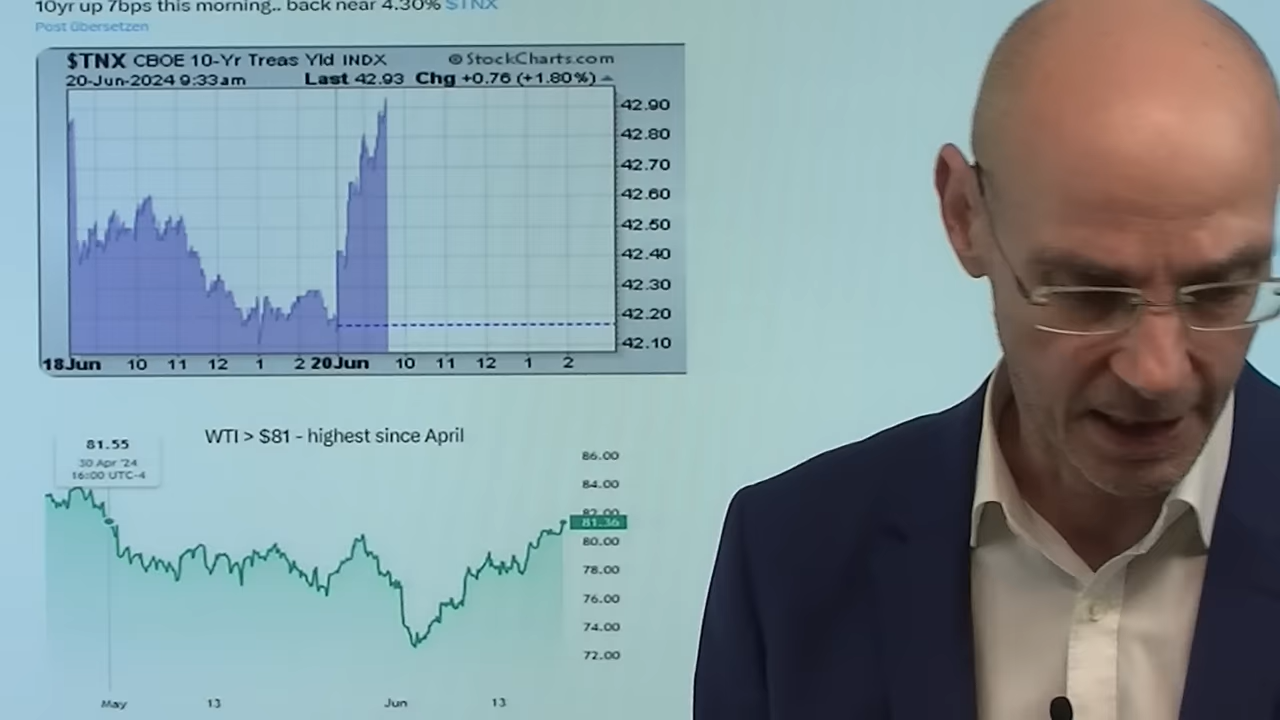 10yr up 7bps this morning.. back near 4.30% $TNX
Post übersetzen
$TNX CBOE 10-Yr Treas Yld INDX © StockCharts.com
20-Jun-2024 9:33am Last 42.93 Chg +0.76 (+1.80%)
42.90
42.80
42.70
42.60
42.50
42.40
42.30
42.20
42.10
18Jun 10 11 12 1 2 20Jun 10 11 12 1 2
WTI > $81 - highest since April
81.55
30 Apr '24
16:00 UTC-4
86.00
84.00
82.00
81.36
80.00
78.00
76.00
74.00
72.00
May 13 Jun 13